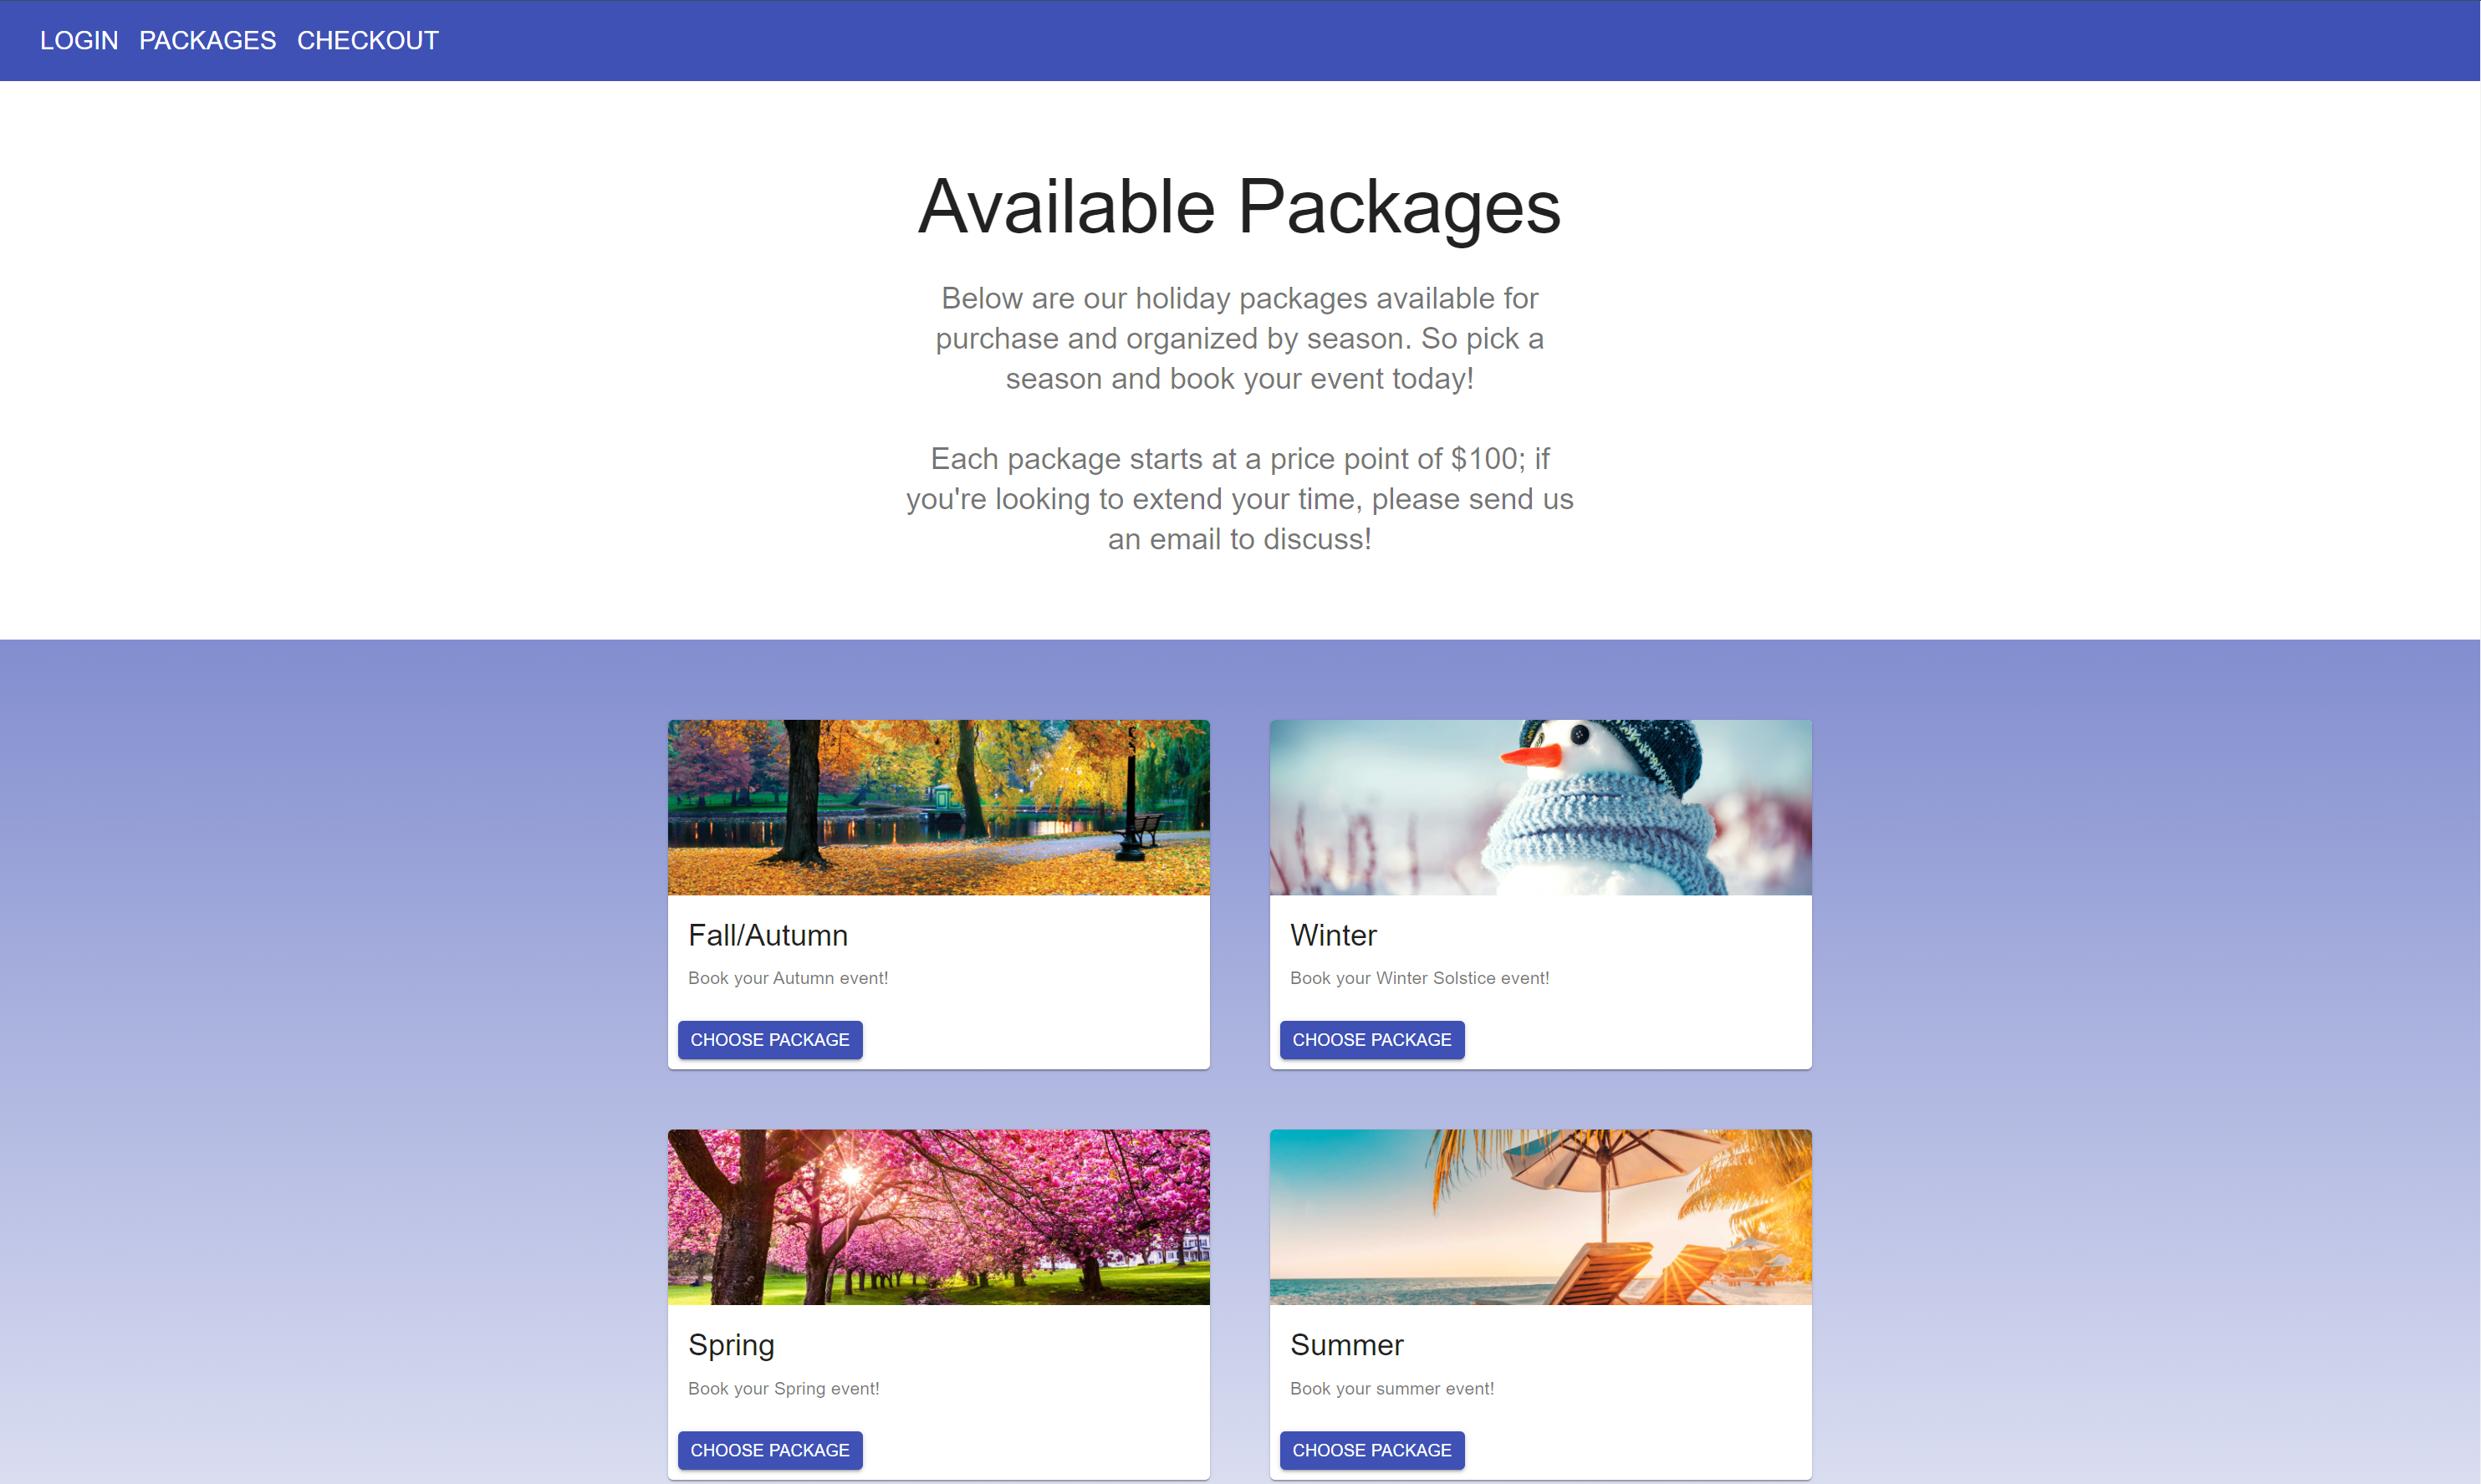 LOGIN PACKAGES CHECKOUT
Available Packages
Below are our holiday packages available for
purchase and organized by season. So pick a
season and book your event today!
Each package starts at a price point of $100; if
you're looking to extend your time, please send us
an email to discuss!
Fall/Autumn
Book your Autumn event!
CHOOSE PACKAGE
Winter
Book your Winter Solstice event!
CHOOSE PACKAGE
Spring
Book your Spring event!
CHOOSE PACKAGE
Summer
Book your summer event!
CHOOSE PACKAGE